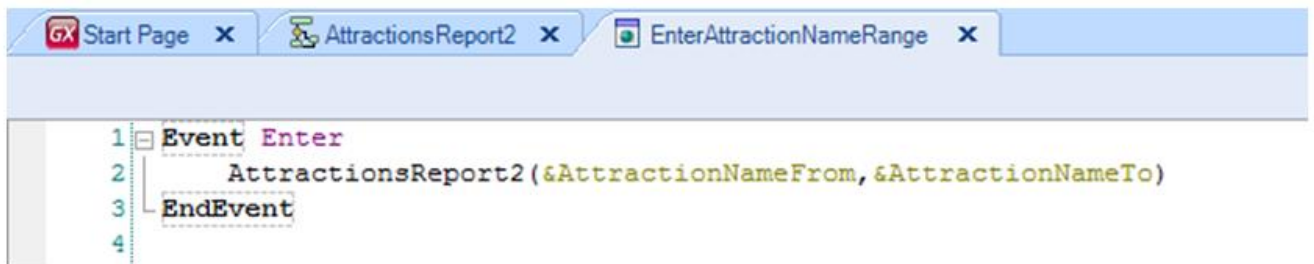 GX Start Page X AttractionsReport2 X EnterAttractionNameRange X
1 Event Enter
2 AttractionsReport2(&AttractionNameFrom,&AttractionNameTo)
3 EndEvent
4